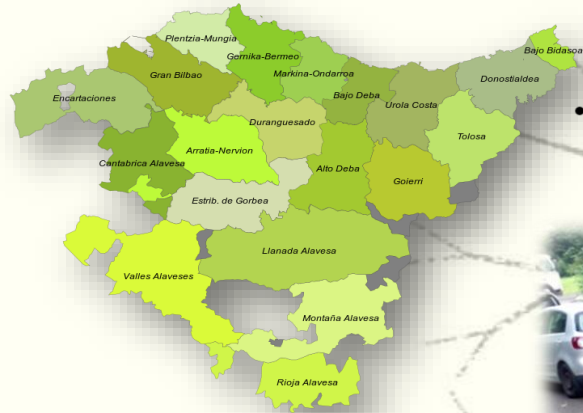 Plentzia-Mungia
Bajo Bidasoa
Gernika-Bermeo
Gran Bilbao
Markina-Ondarroa
Donostialdea
Bajo Deba
Urola Costa
Encartaciones
Duranguesado
Tolosa
Arratia-Nervion
Cantabrica Alavesa
Alto Deba
Goierri
Estrib. de Gorbea
Llanada Alavesa
Valles Alaveses
Montaña Alavesa
Rioja Alavesa